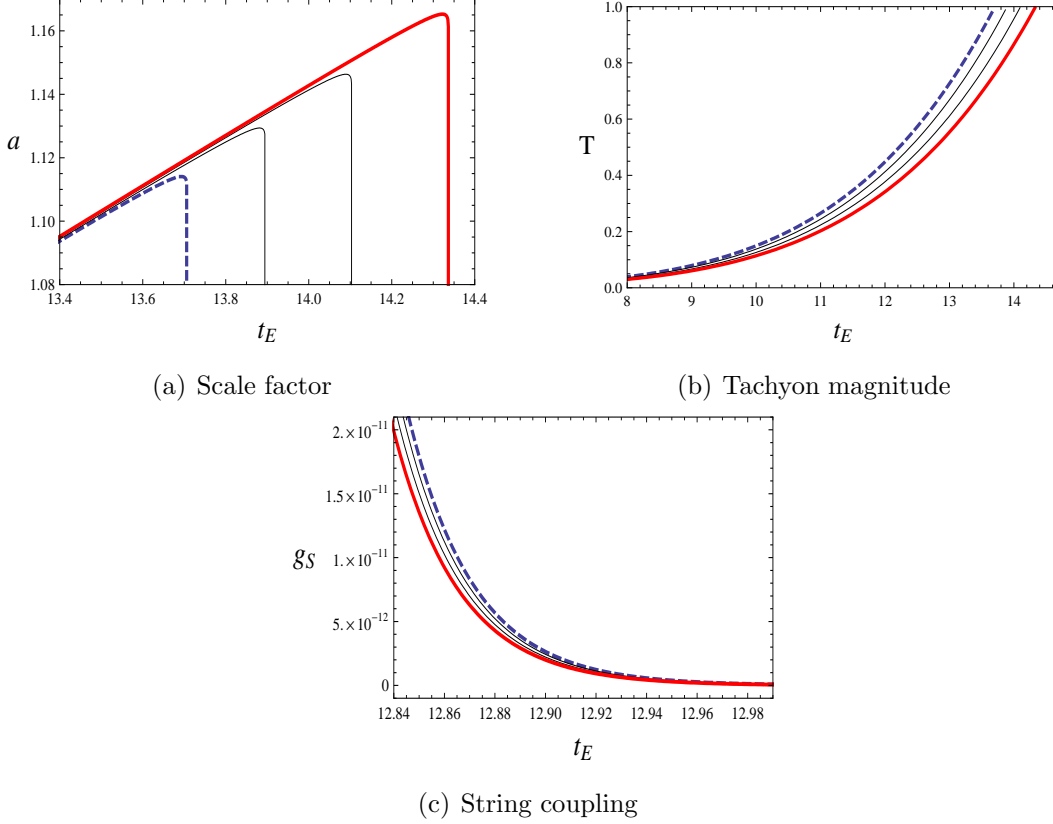 1.16
1.14
a
1.12
1.10
1.08
13.4 13.6 13.8 14.0 14.2 14.4
t_E
(a) Scale factor
1.0
0.8
0.6
T
0.4
0.2
0.0
8 9 10 11 12 13 14
t_E
(b) Tachyon magnitude
2.×10⁻¹¹
1.5×10⁻¹¹
g_S
1.×10⁻¹¹
5.×10⁻¹²
0
12.84 12.86 12.88 12.90 12.92 12.94 12.96 12.98
t_E
(c) String coupling